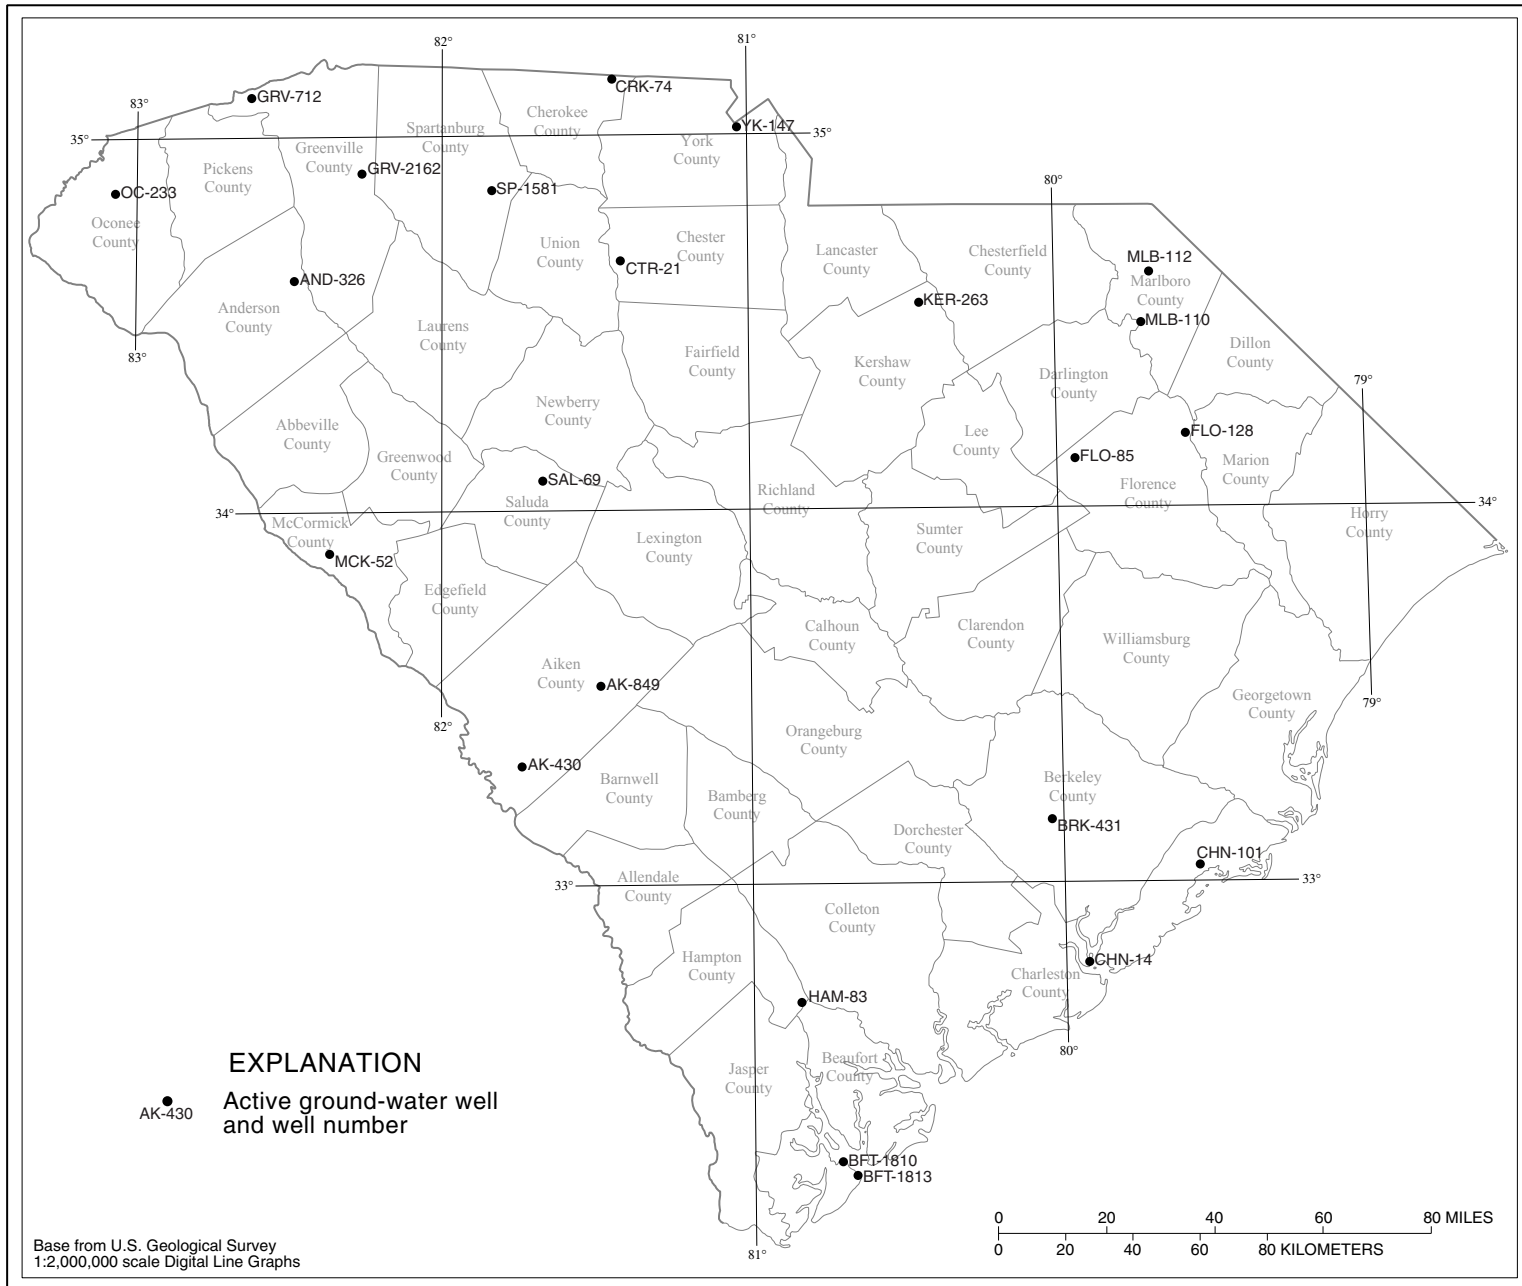 82°
81°
83°
GRV-712
CRK-74
Cherokee
County
35°
Spartanburg
County
YK-147
35°
York
County
Greenville
County
Pickens
County
GRV-2162
80°
OC-233
SP-1581
Oconee
County
Union
County
Chester
County
Lancaster
County
Chesterfield
County
MLB-112
CTR-21
AND-326
Marlboro
County
KER-263
Anderson
County
MLB-110
Laurens
County
83°
Fairfield
County
Kershaw
County
Dillon
County
Darlington
County
79°
Newberry
County
Abbeville
County
Lee
County
FLO-128
Greenwood
County
FLO-85
Marion
County
SAL-69
Florence
County
Richland
County
Saluda
County
34°
34°
McCormick
County
Horry
County
Lexington
County
Sumter
County
MCK-52
Edgefield
County
Calhoun
County
Clarendon
County
Williamsburg
County
Aiken
County
AK-849
Georgetown
County
79°
82°
Orangeburg
County
AK-430
Barnwell
County
Berkeley
County
Bamberg
County
BRK-431
Dorchester
County
CHN-101
Allendale
County
33°
33°
Colleton
County
Hampton
County
CHN-14
Charleston
County
HAM-83
80°
Beaufort
County
Jasper
County
EXPLANATION
AK-430
Active ground-water well
and well number
BFT-1810
BFT-1813
0 20 40 60 80 MILES
0 20 40 60 80 KILOMETERS
81°
Base from U.S. Geological Survey
1:2,000,000 scale Digital Line Graphs